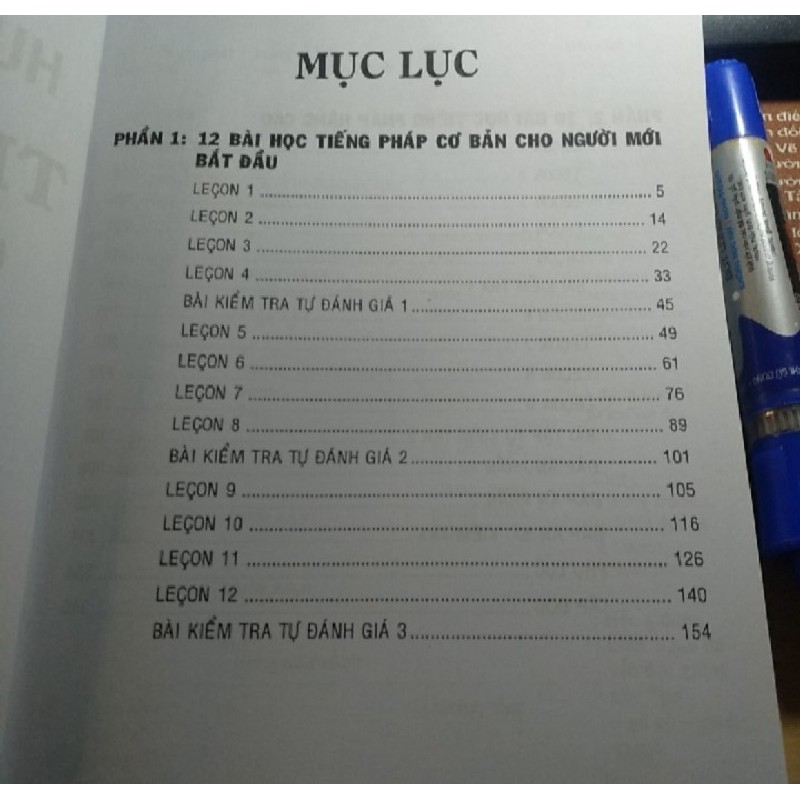 MỤC LỤC
PHẦN 1: 12 BÀI HỌC TIẾNG PHÁP CƠ BẢN CHO NGƯỜI MỚI
BẮT ĐẦU
LEÇON 1 ........ 5
LEÇON 2 ........ 14
LEÇON 3 ........ 22
LEÇON 4 ........ 33
BÀI KIỂM TRA TỰ ĐÁNH GIÁ 1 ........ 45
LEÇON 5 ........ 49
LEÇON 6 ........ 61
LEÇON 7 ........ 76
LEÇON 8 ........ 89
BÀI KIỂM TRA TỰ ĐÁNH GIÁ 2 ........ 101
LEÇON 9 ........ 105
LEÇON 10 ........ 116
LEÇON 11 ........ 126
LEÇON 12 ........ 140
BÀI KIỂM TRA TỰ ĐÁNH GIÁ 3 ........ 154